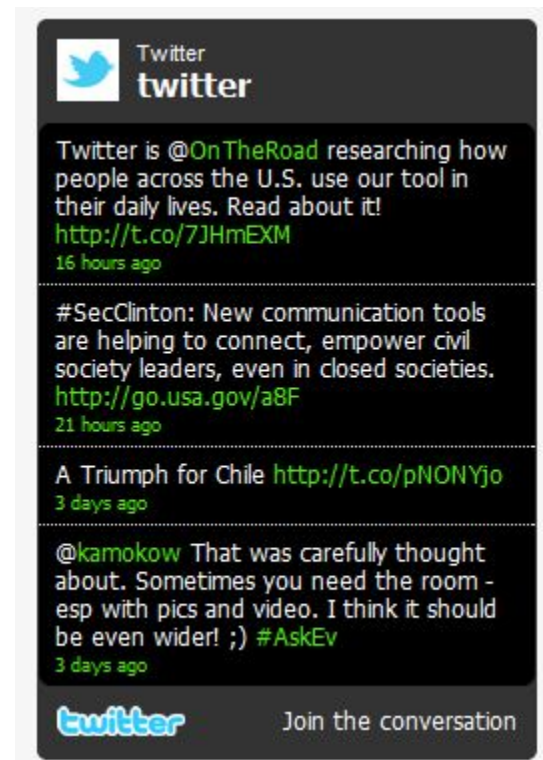 Twitter
twitter
Twitter is @OnTheRoad researching how
people across the U.S. use our tool in
their daily lives. Read about it!
http://t.co/7JHmEXM
16 hours ago
#SecClinton: New communication tools
are helping to connect, empower civil
society leaders, even in closed societies.
http://go.usa.gov/a8F
21 hours ago
A Triumph for Chile http://t.co/pNONYjo
3 days ago
@kamokow That was carefully thought
about. Sometimes you need the room -
esp with pics and video. I think it should
be even wider! ;) #AskEv
3 days ago
twitter Join the conversation